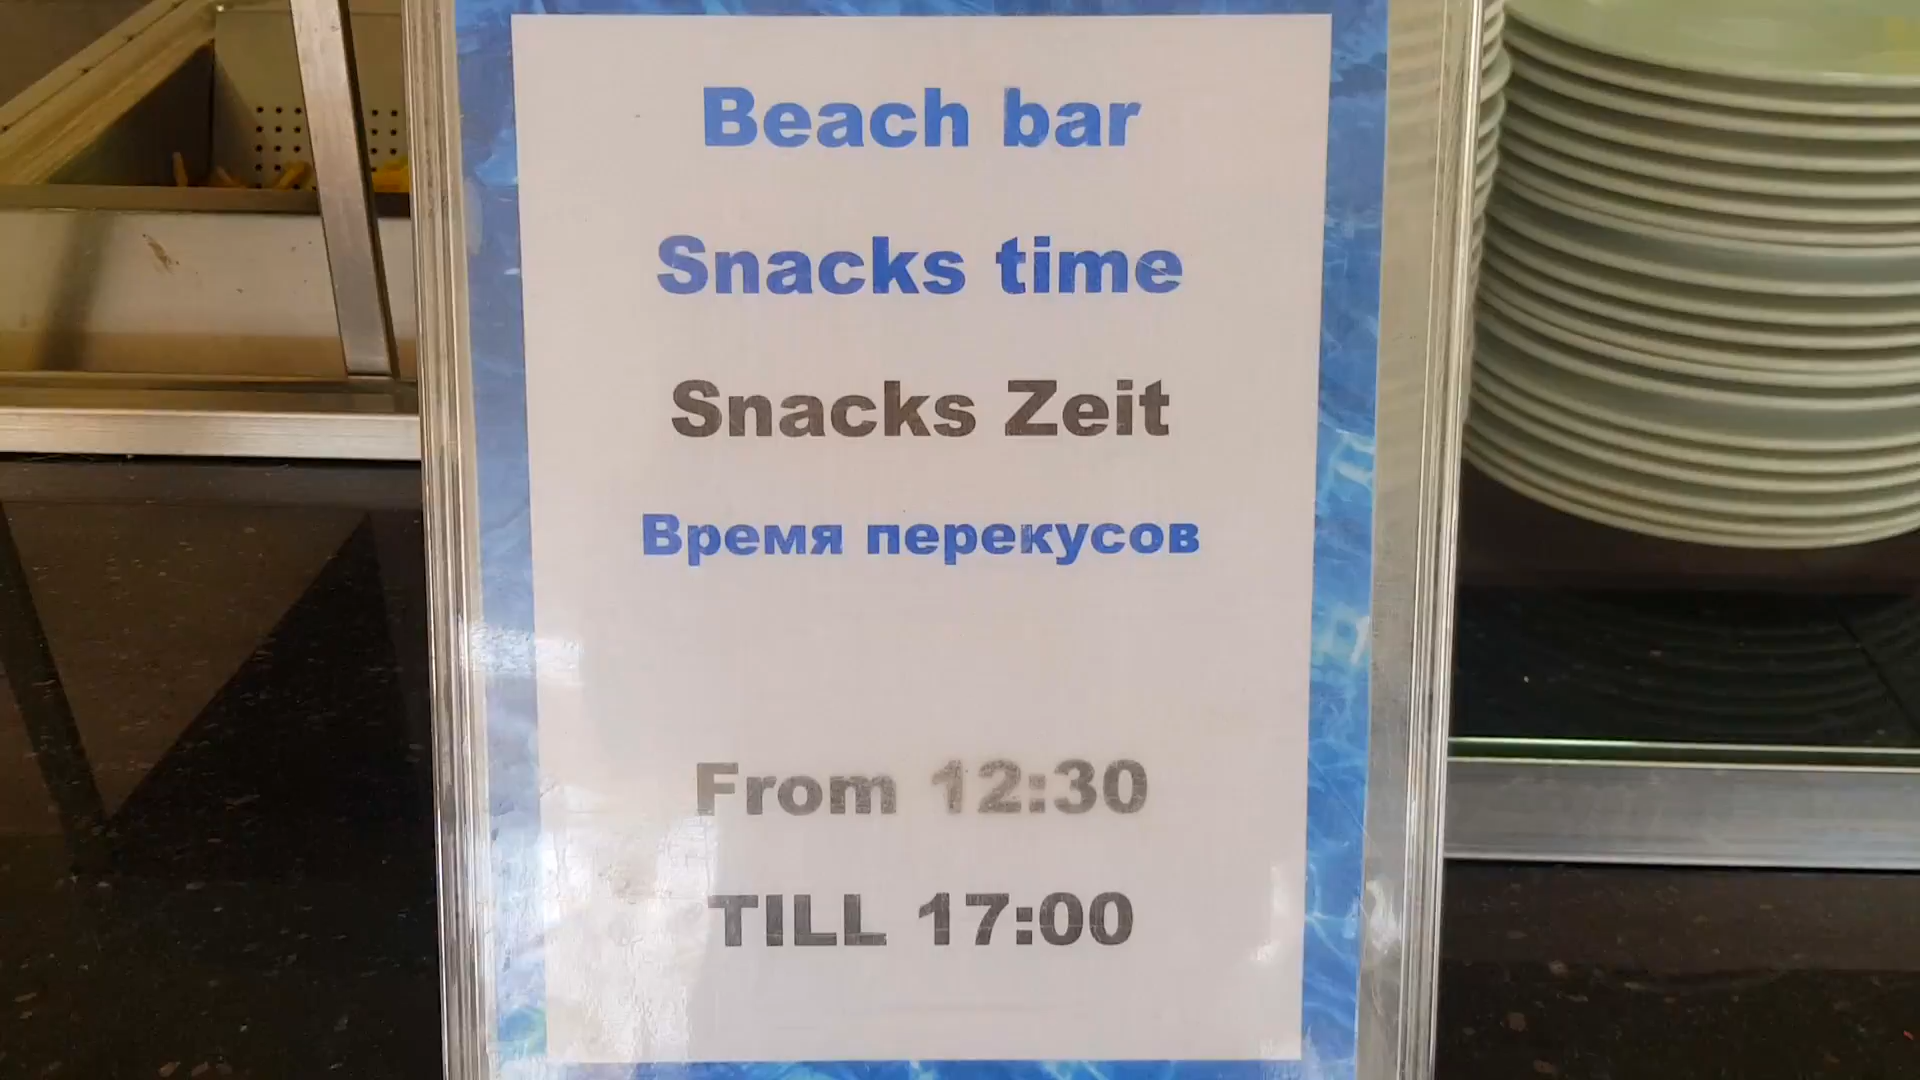 Beach bar
Snacks time
Snacks Zeit
Время перекусов
From 12:30
TILL 17:00